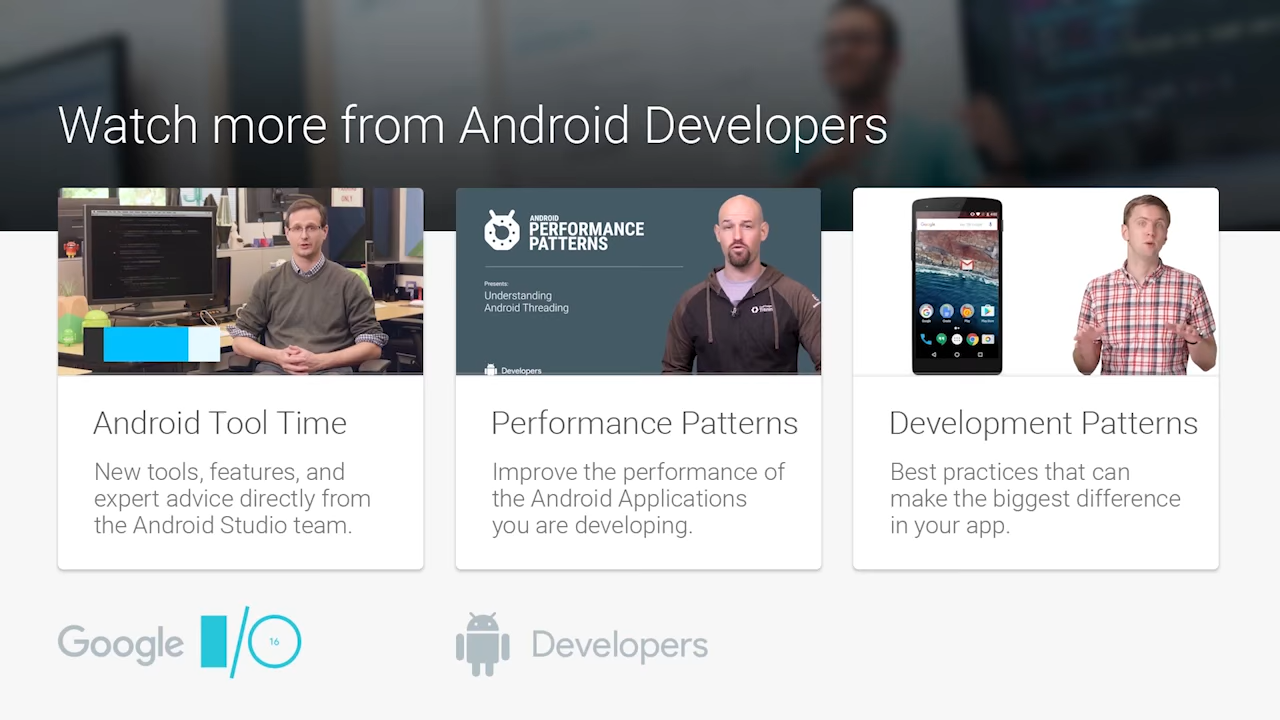 Watch more from Android Developers
ANDROID
PERFORMANCE
PATTERNS
Presents:
Understanding
Android Threading
Developers
Google
Android Tool Time
New tools, features, and
expert advice directly from
the Android Studio team.
Performance Patterns
Improve the performance of
the Android Applications
you are developing.
Development Patterns
Best practices that can
make the biggest difference
in your app.
Google I/O 16
Developers